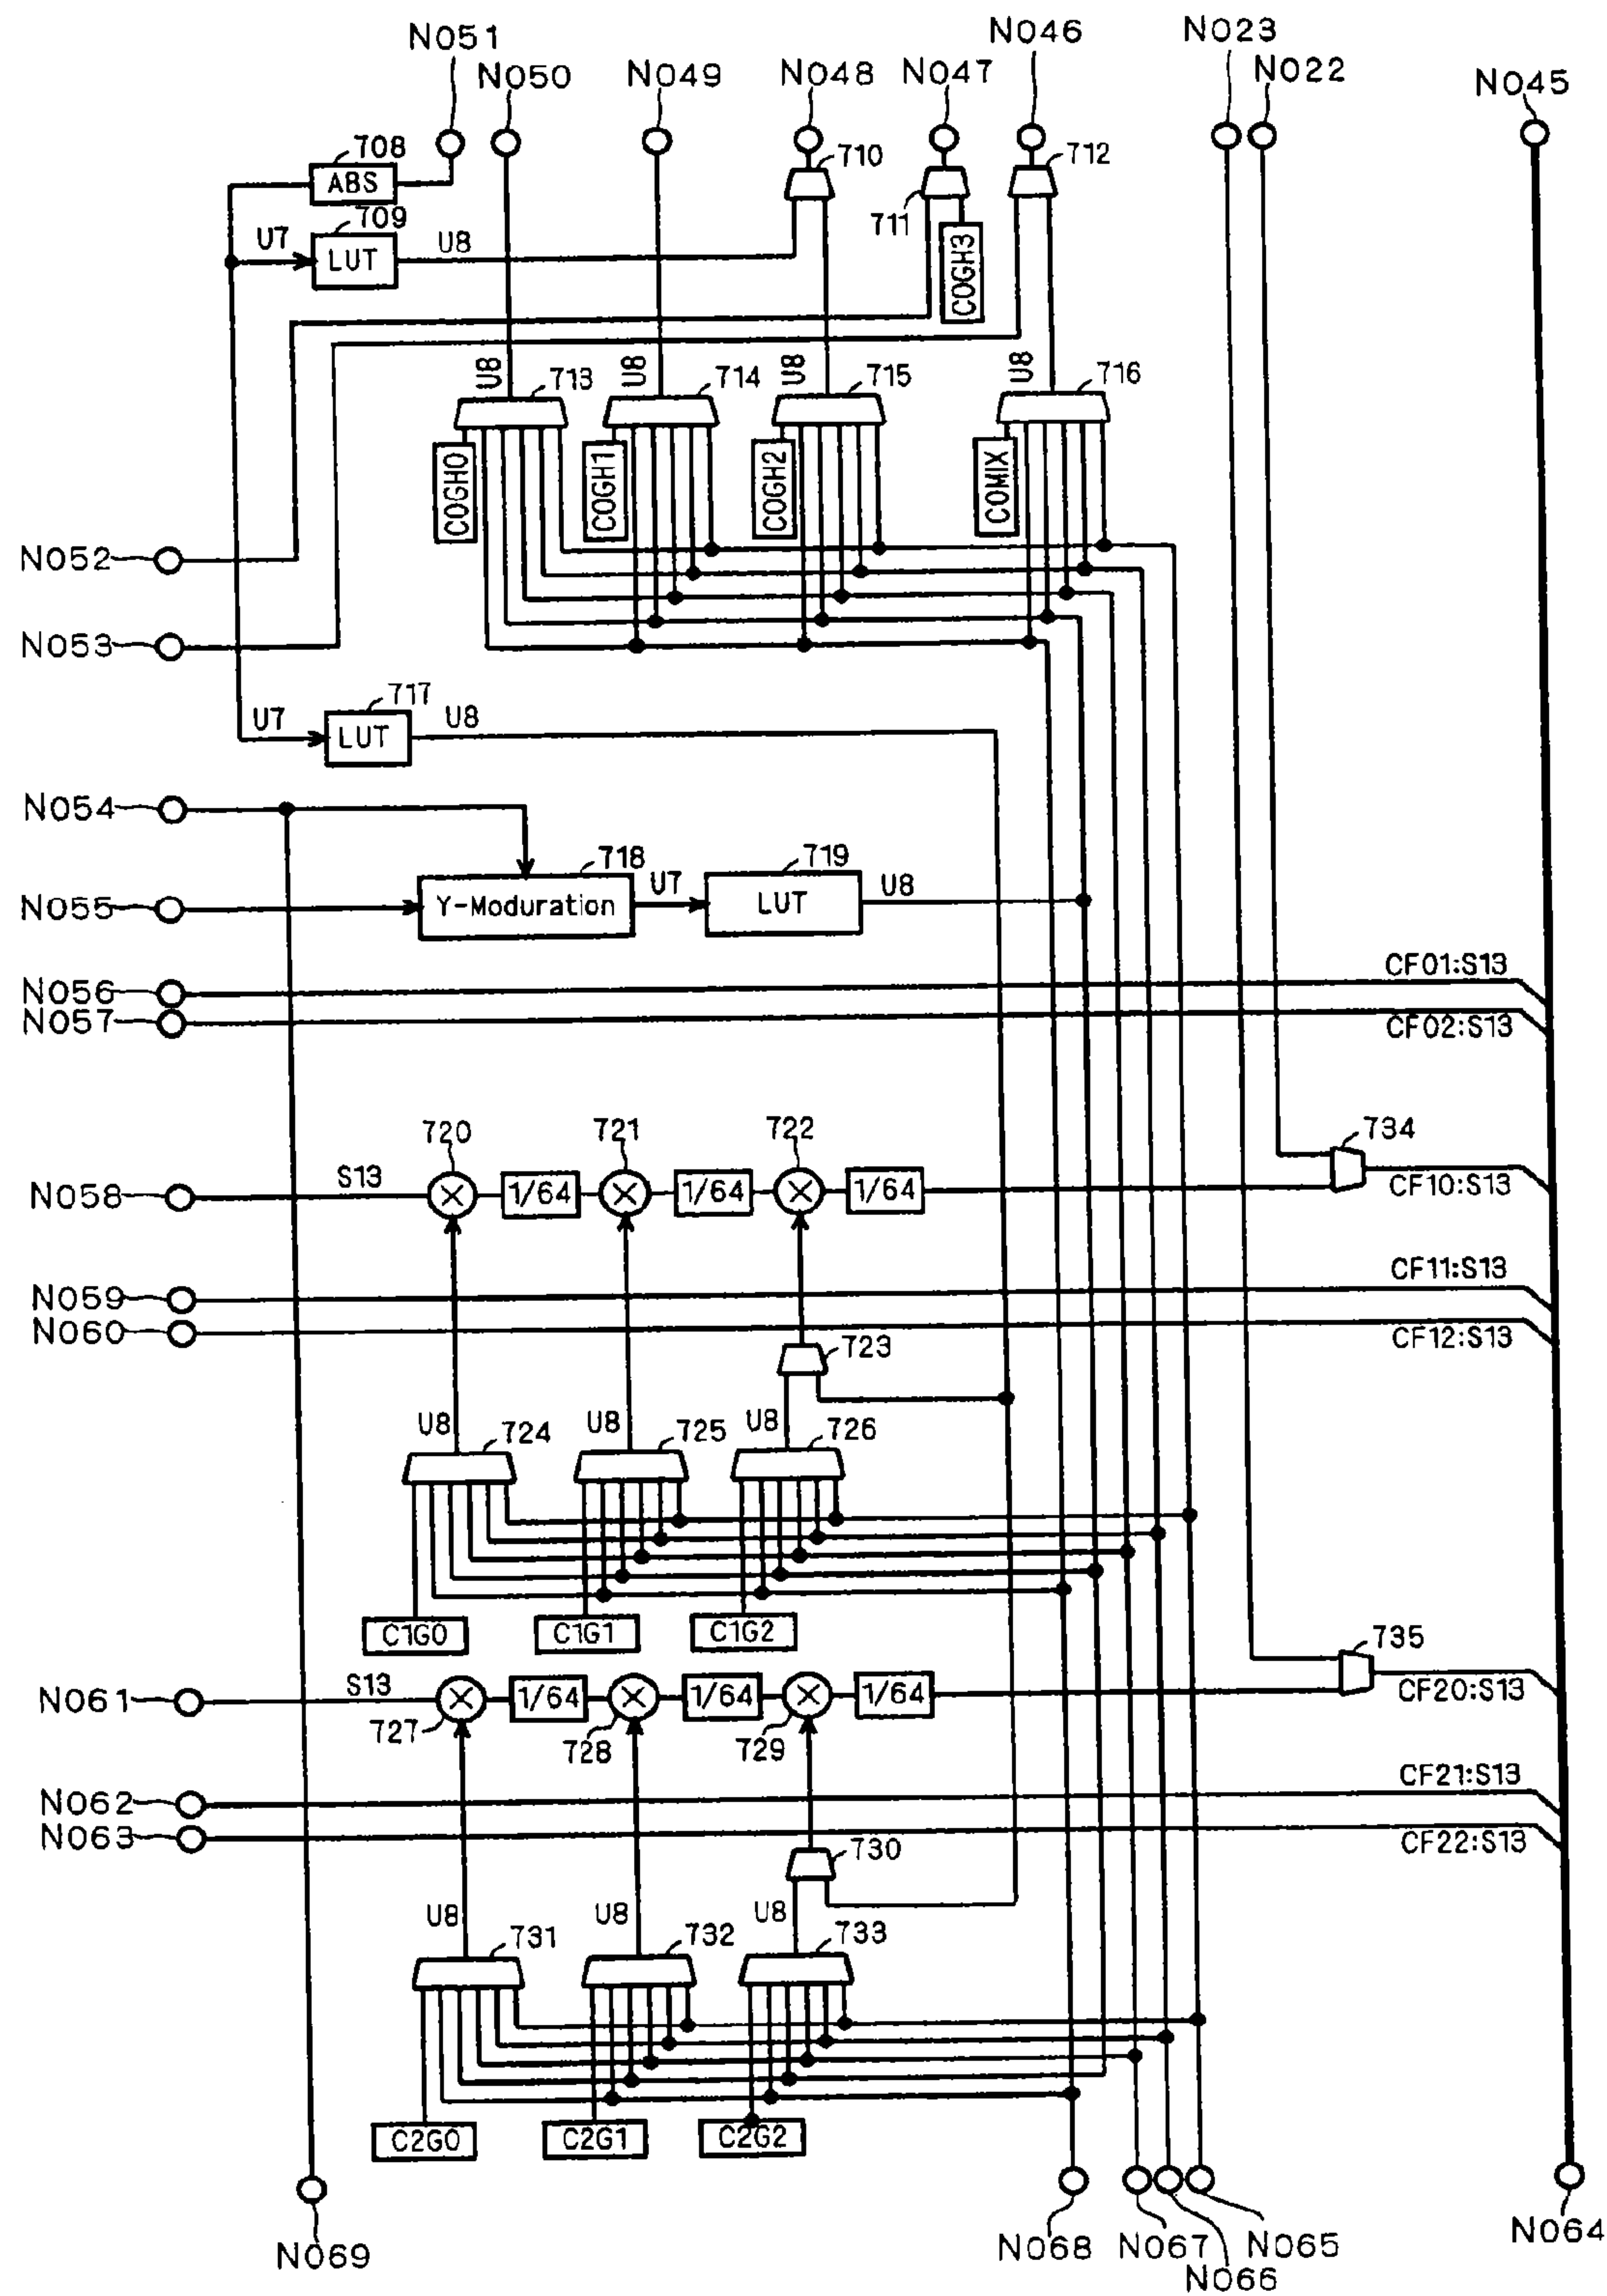 N051
N050
N049
N048
N047
N046
N023
N022
N045
708
ABS
710
712
709
711
U7
LUT
U8
COGH3
U8
713
U8
714
U8
715
U8
716
COGH0
COGH1
COGH2
COMIX
N052
N053
717
U7
LUT
U8
N054
718
719
N055
Y-Moduration
U7
LUT
U8
N056
CF01:S13
N057
CF02:S13
720
721
722
734
N058
S13
1/64
1/64
1/64
CF10:S13
N059
CF11:S13
N060
CF12:S13
723
U8
724
U8
725
U8
726
C1G0
C1G1
C1G2
735
N061
S13
1/64
1/64
1/64
CF20:S13
727
728
729
N062
CF21:S13
N063
CF22:S13
730
U8
731
U8
732
U8
733
C2G0
C2G1
C2G2
N069
N068
N067
N066
N065
N064